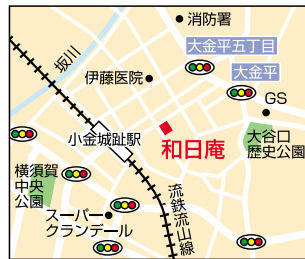 消防署
大金平五丁目
坂川
伊藤医院
大金平
GS
小金城趾駅
和日庵
大谷口
歴史公園
横須賀
中央
公園
流鉄流山線
スーパー
クランデール